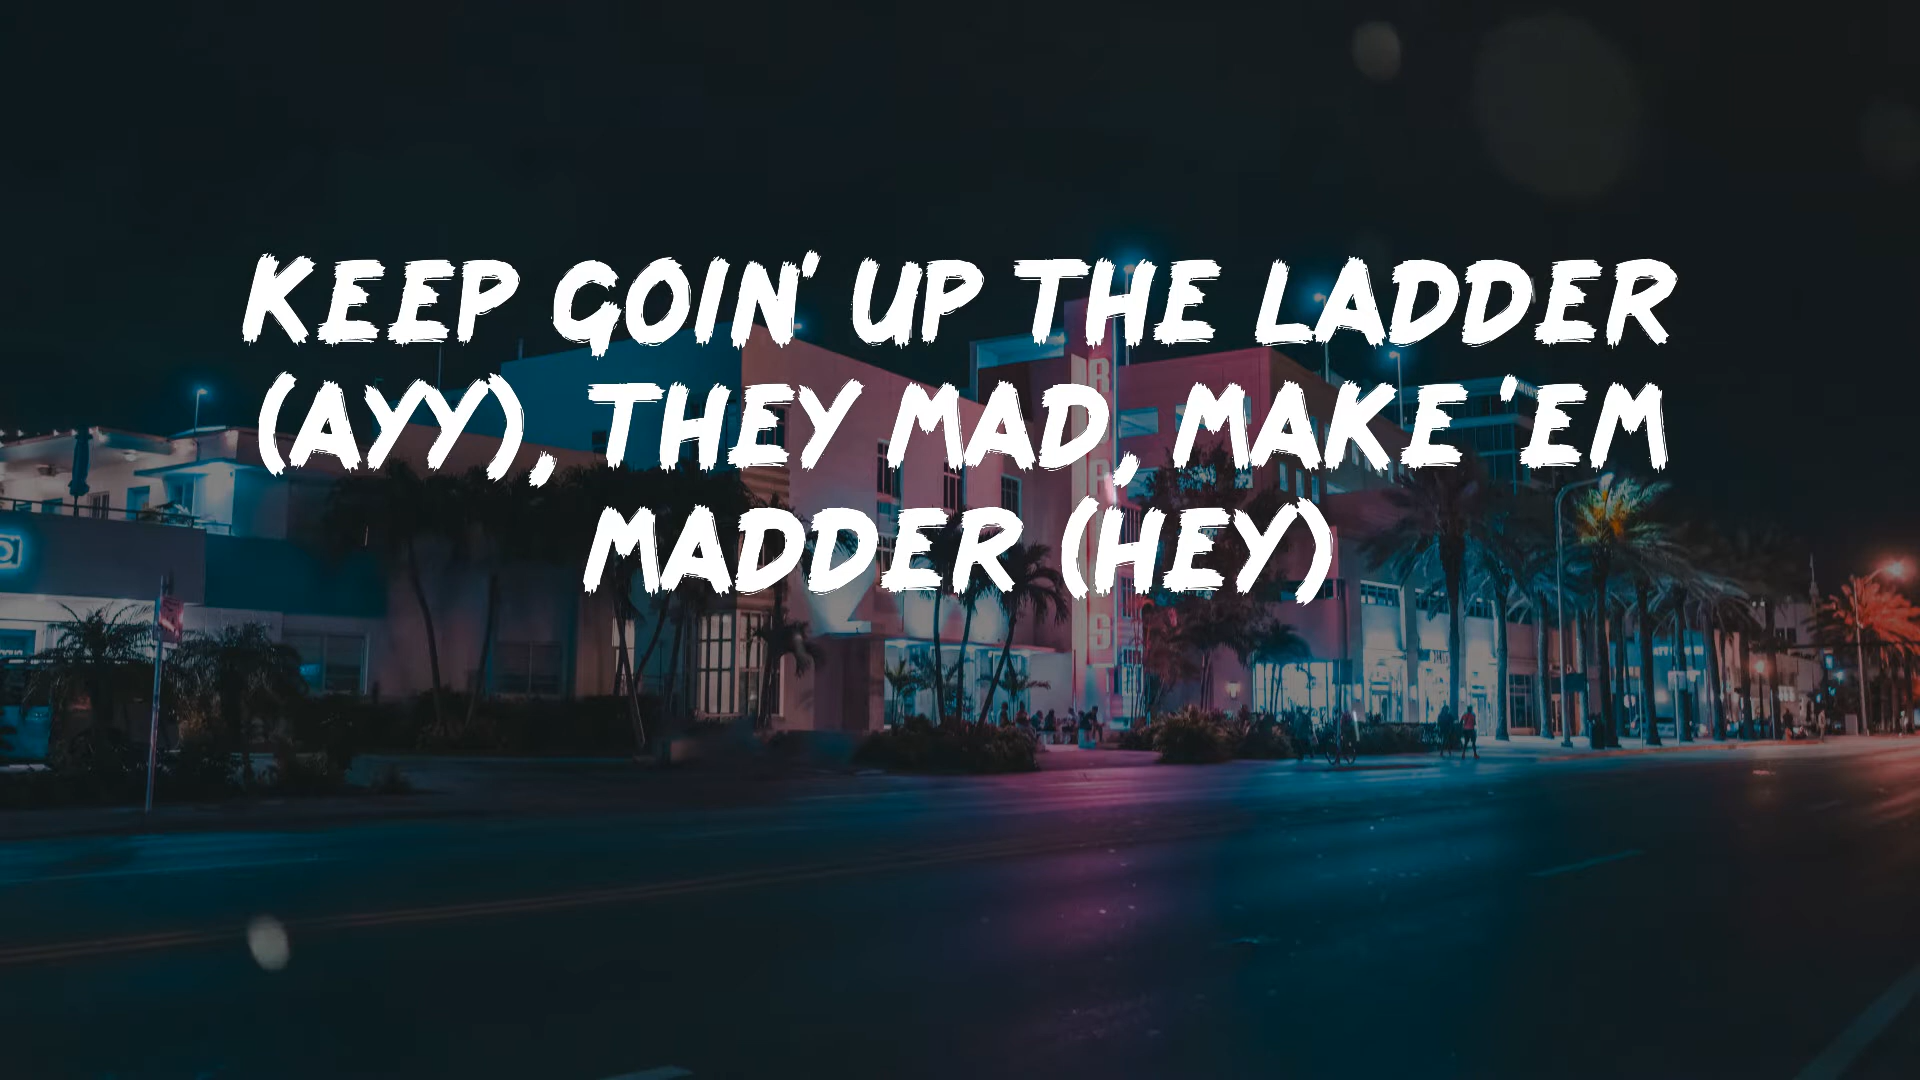 KEEP GOIN' UP THE LADDER
(AYY), THEY MAD, MAKE 'EM
MADDER (HEY)